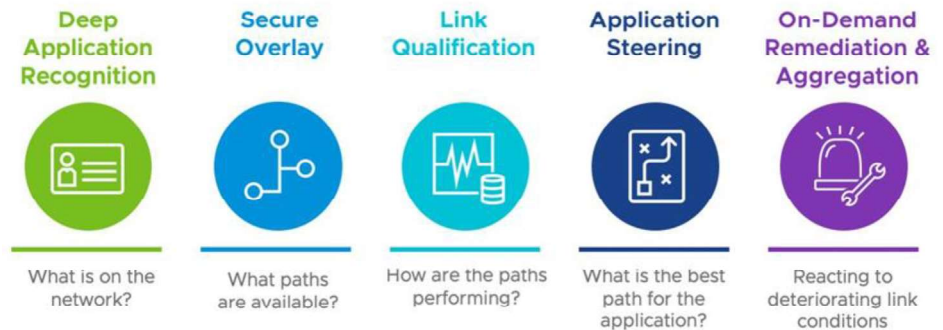 Deep
Application
Recognition
Secure
Overlay
Link
Qualification
Application
Steering
On-Demand
Remediation &
Aggregation
What is on the
network?
What paths
are available?
How are the paths
performing?
What is the best
path for the
application?
Reacting to
deteriorating link
conditions